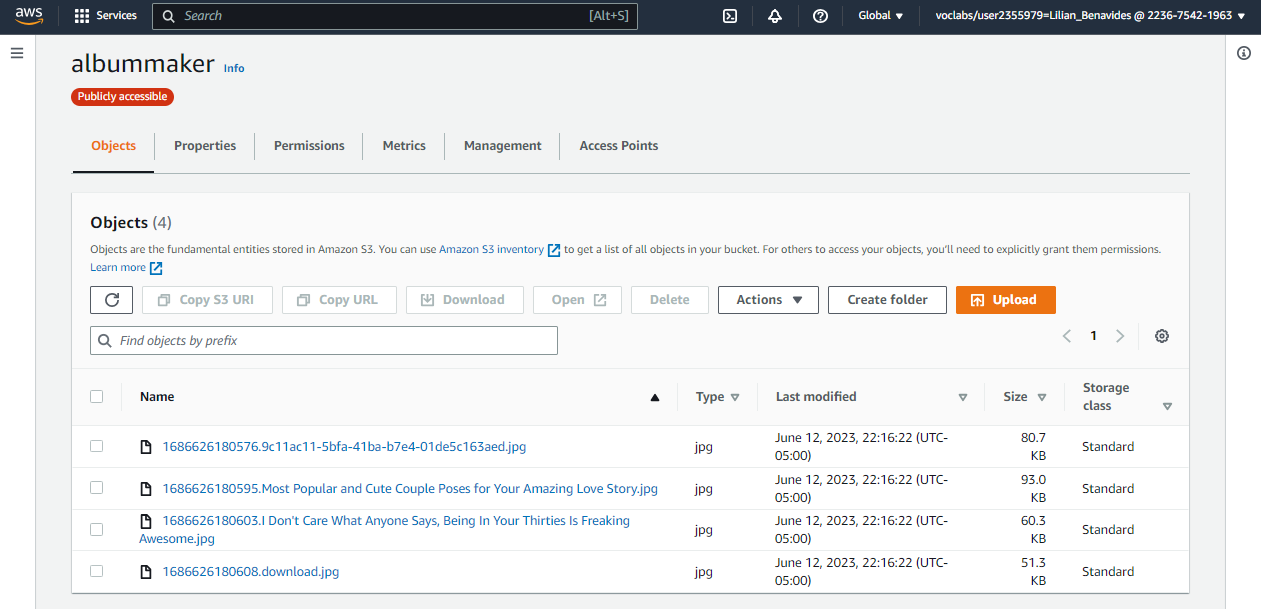 aws
Services
Search
[Alt+S]
Global
voclabs/user2355979=Lilian_Benavides @ 2236-7542-1963
albummaker
Info
Publicly accessible
Objects
Properties
Permissions
Metrics
Management
Access Points
Objects (4)
Objects are the fundamental entities stored in Amazon S3. You can use Amazon S3 inventory to get a list of all objects in your bucket. For others to access your objects, you'll need to explicitly grant them permissions.
Learn more
Copy S3 URI
Copy URL
Download
Open
Delete
Actions
Create folder
Upload
Find objects by prefix
1
Name
Type
Last modified
Size
Storage
class
1686626180576.9c11ac11-5bfa-41ba-b7e4-01de5c163aed.jpg
jpg
June 12, 2023, 22:16:22 (UTC-
05:00)
80.7
KB
Standard
1686626180595.Most Popular and Cute Couple Poses for Your Amazing Love Story.jpg
jpg
June 12, 2023, 22:16:22 (UTC-
05:00)
93.0
KB
Standard
1686626180603.I Don't Care What Anyone Says, Being In Your Thirties Is Freaking
Awesome.jpg
jpg
June 12, 2023, 22:16:22 (UTC-
05:00)
60.3
KB
Standard
1686626180608.download.jpg
jpg
June 12, 2023, 22:16:22 (UTC-
05:00)
51.3
KB
Standard